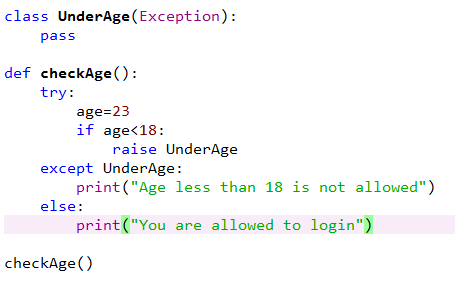 class UnderAge(Exception):
    pass

def checkAge():
    try:
        age=23
        if age<18:
            raise UnderAge
    except UnderAge:
        print("Age less than 18 is not allowed")
    else:
        print("You are allowed to login")

checkAge()